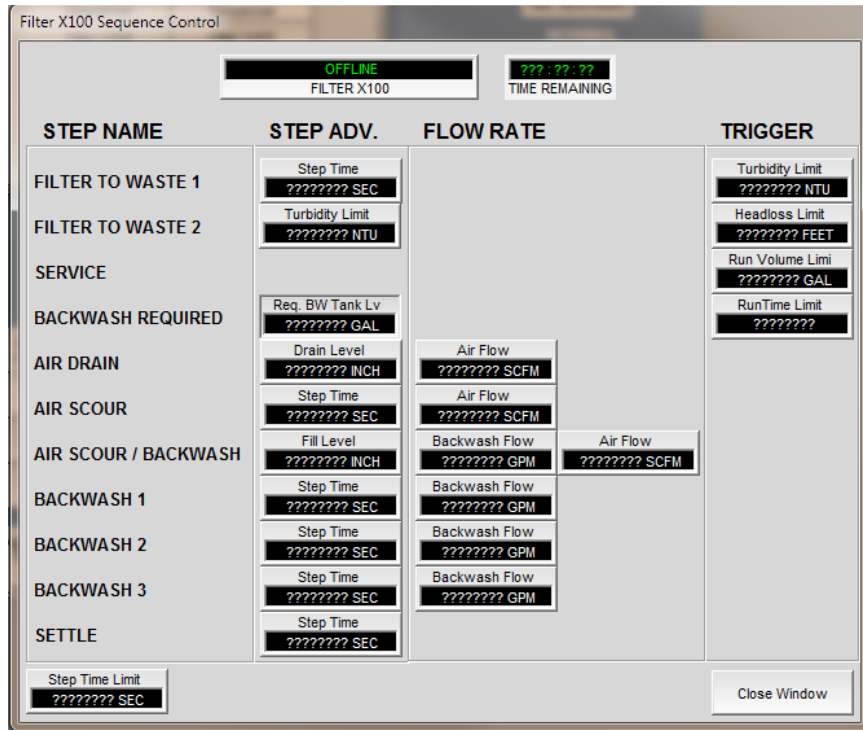 Filter X100 Sequence Control
OFFLINE
FILTER X100
???:??:??
TIME REMAINING
STEP NAME STEP ADV. FLOW RATE TRIGGER
FILTER TO WASTE 1
Step Time
???????? SEC
Turbidity Limit
???????? NTU
FILTER TO WASTE 2
Turbidity Limit
???????? NTU
Headloss Limit
???????? FEET
SERVICE
Run Volume Limi
???????? GAL
BACKWASH REQUIRED
Req. BW Tank Lv
???????? GAL
RunTime Limit
????????
AIR DRAIN
Drain Level
???????? INCH
Air Flow
???????? SCFM
AIR SCOUR
Step Time
???????? SEC
Air Flow
???????? SCFM
AIR SCOUR / BACKWASH
Fill Level
???????? INCH
Backwash Flow
???????? GPM
Air Flow
???????? SCFM
BACKWASH 1
Step Time
???????? SEC
Backwash Flow
???????? GPM
BACKWASH 2
Step Time
???????? SEC
Backwash Flow
???????? GPM
BACKWASH 3
Step Time
???????? SEC
Backwash Flow
???????? GPM
SETTLE
Step Time
???????? SEC
Step Time Limit
???????? SEC
Close Window